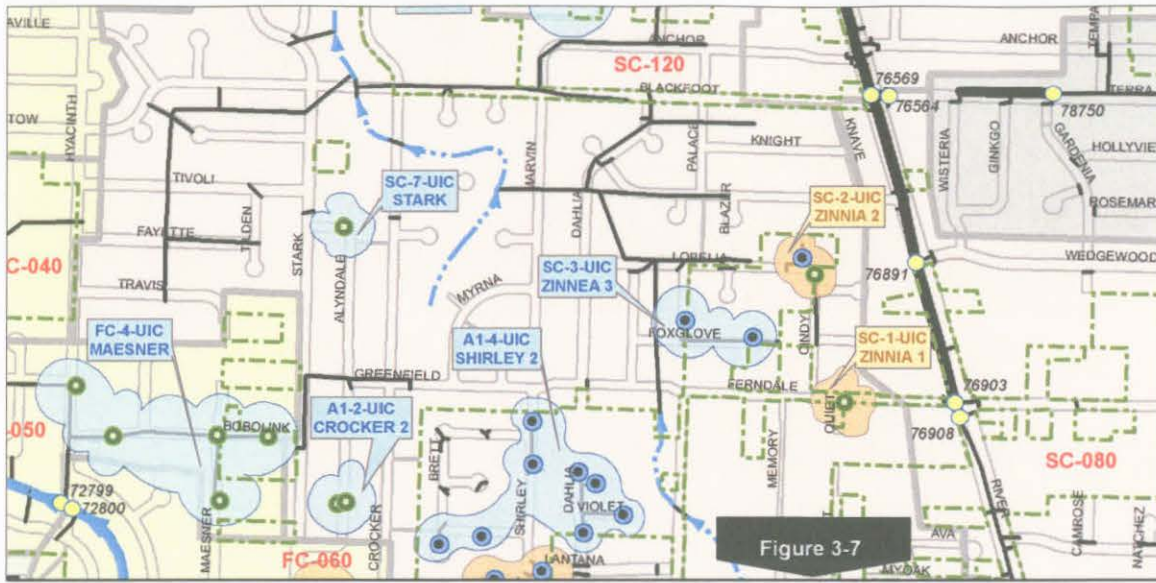 AVILLE
ANCHOR
SC-120
ANCHOR
TEMPA
BLACKFOOT
TERRA
76569
76564
78750
TOW
HYACINTH
KNIGHT
PALACE
KNAVE
WISTERIA
GINKGO
GARDENIA
HOLLYVIE
TIVOLI
MARVIN
DAHLIA
BLAZER
SC-7-UIC
STARK
SC-2-UIC
ZINNIA 2
ROSEMAR
FAYETTE
TILDEN
STARK
ALYNDALE
LOBELIA
WEDGEWOOD
C-040
TRAVIS
MYRNA
SC-3-UIC
ZINNEA 3
76891
FC-4-UIC
MAESNER
A1-4-UIC
SHIRLEY 2
FOXGLOVE
CINDY
SC-1-UIC
ZINNIA 1
GREENFIELD
FERNDALE
76903
-050
BOBOLINK
A1-2-UIC
CROCKER 2
BRETT
QUIET
76908
MEMORY
SC-080
72799
72800
MAESNER
CROCKER
SHIRLEY
DAHLIA
VIOLET
RIVER
CAMROSE
NATCHEZ
FC-060
LANTANA
Figure 3-7
AVA
MYOAK